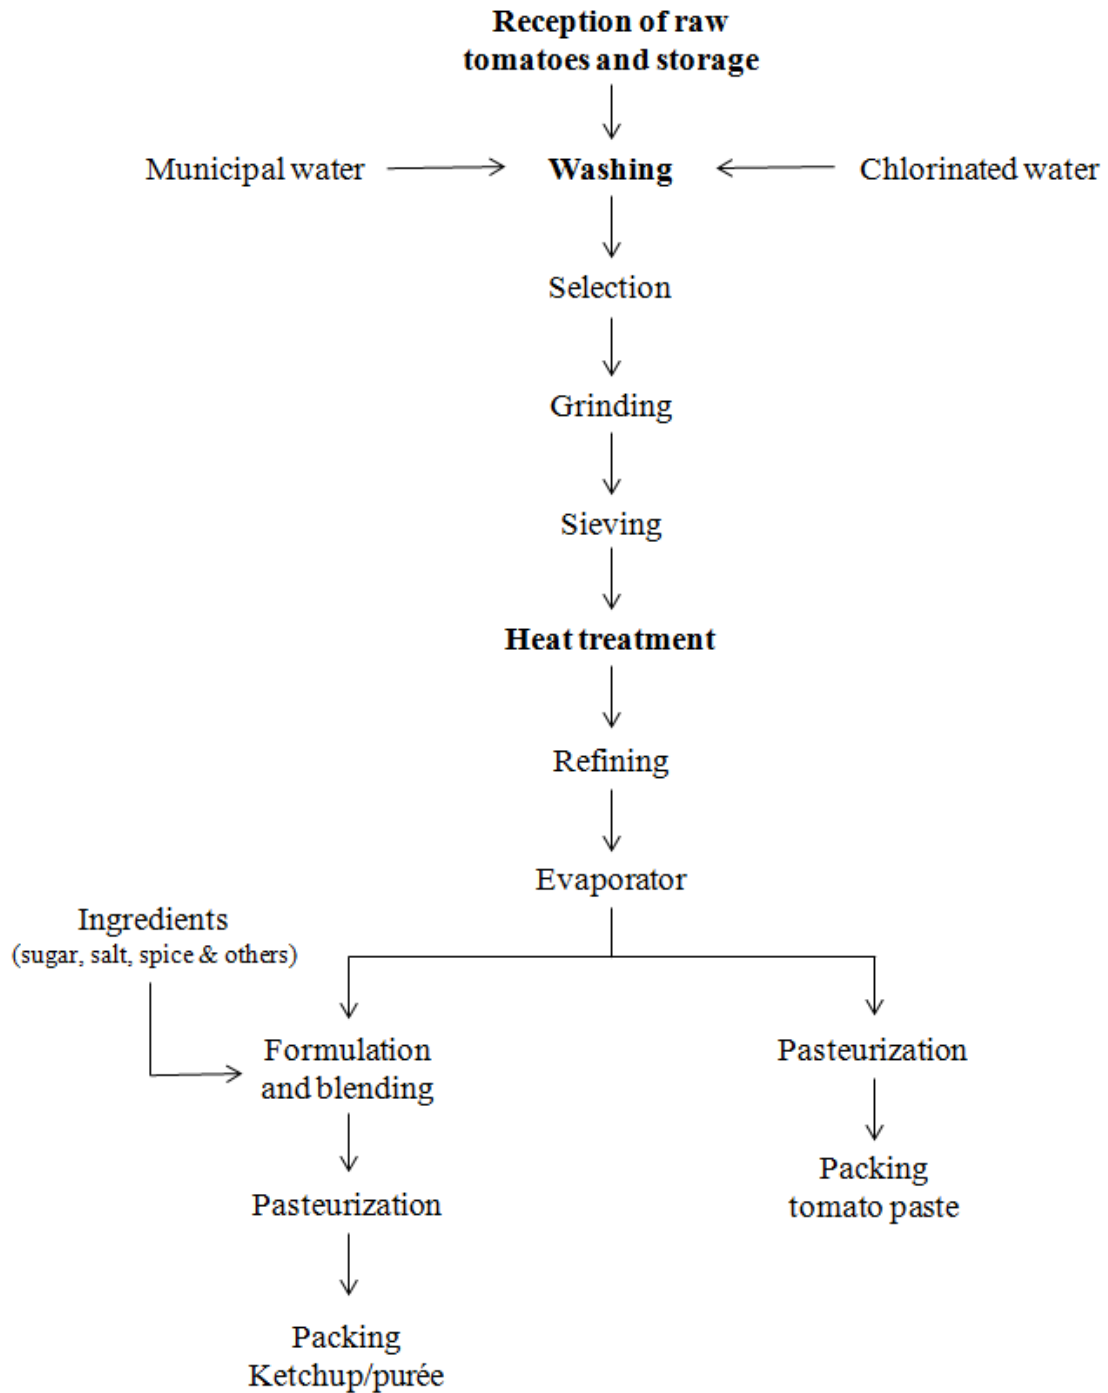 Reception of raw
tomatoes and storage
Municipal water
Washing
Chlorinated water
Selection
Grinding
Sieving
Heat treatment
Refining
Evaporator
Ingredients
(sugar, salt, spice & others)
Formulation
and blending
Pasteurization
Packing
Ketchup/purée
Pasteurization
Packing
tomato paste